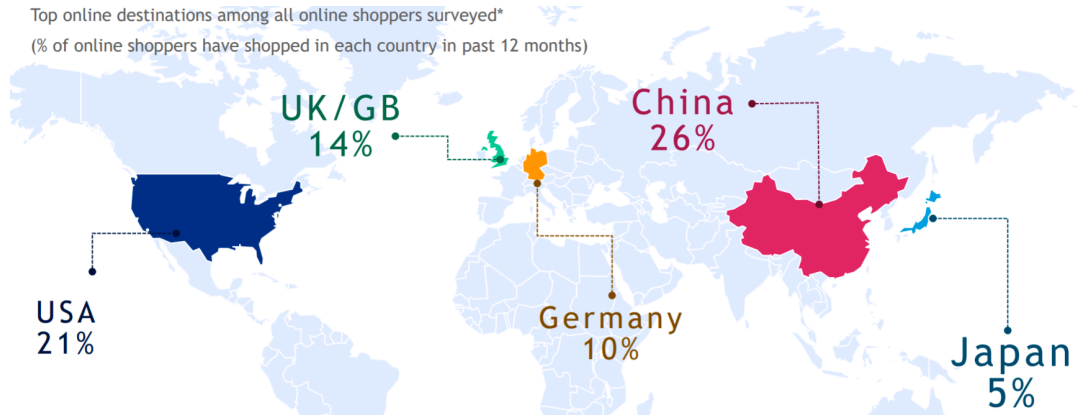 Top online destinations among all online shoppers surveyed*
(% of online shoppers have shopped in each country in past 12 months)
UK/GB
14%
China
26%
USA
21%
Germany
10%
Japan
5%